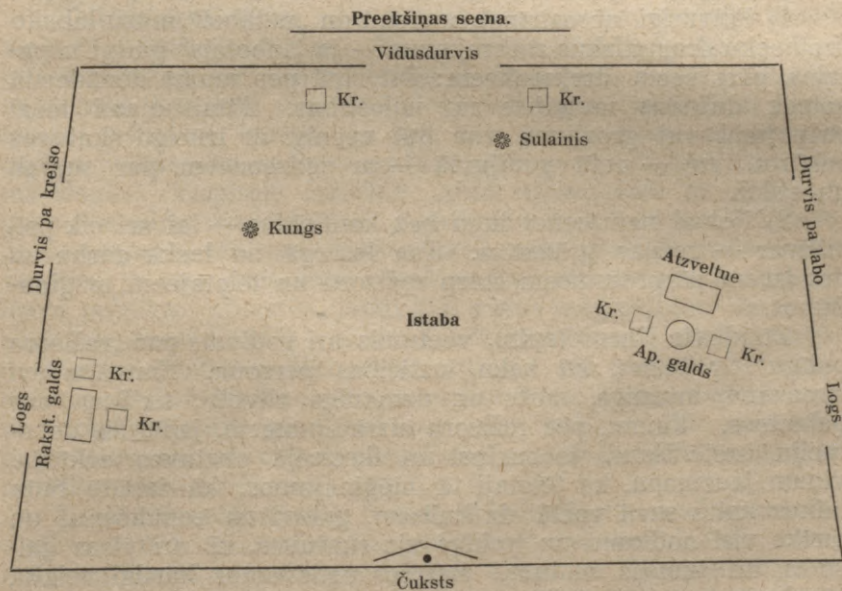 Preekšiņas seena.
Vidusdurvis
Kr.
Kr.
Sulainis
Durvis pa kreiso
Durvis pa labo
Kungs
Atzveltne
Kr.
Istaba
Kr.
Ap. galds
Kr.
Logs
Rakst. galds
Kr.
Logs
Čuksts